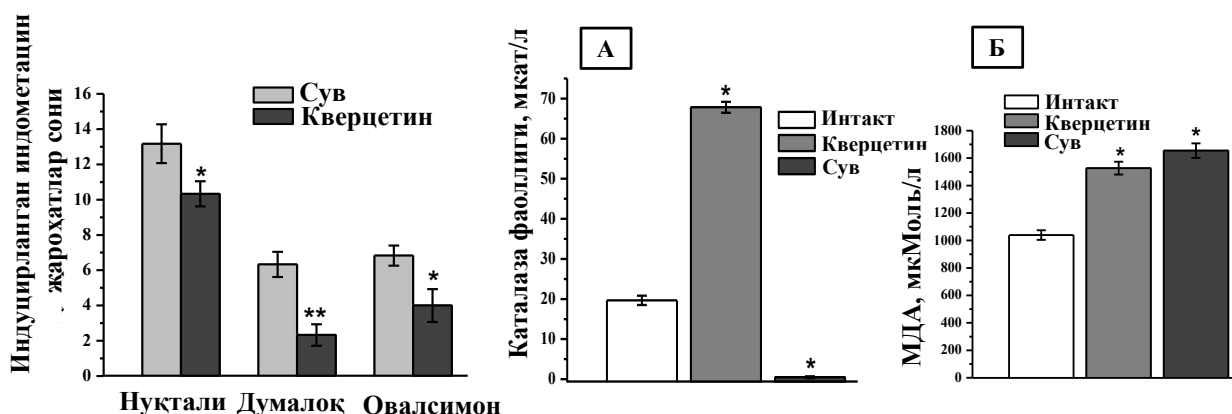 Индуцирланган индометацин
жароҳатлар сони
16
14
12
10
8
6
4
2
0
Сув
Кверцетин
*
**
*
Нуқтали Думалоқ Овалсимон
А
Каталаза фаоллиги, мкат/л
70
60
50
40
30
20
10
0
*
*
Интакт
Кверцетин
Сув
Б
МДА, мкМоль/л
Интакт
Кверцетин
Сув
1800
1600
1400
1200
1000
800
600
400
200
0
*
*